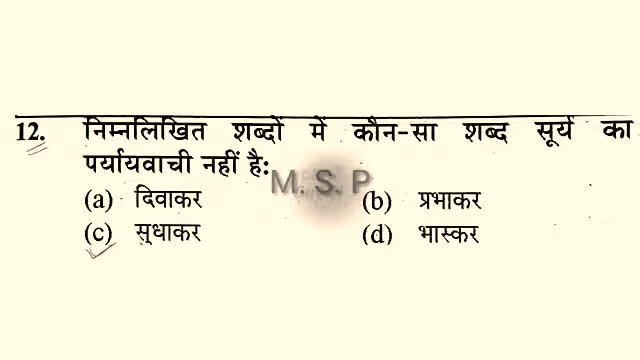 12. निम्नलिखित शब्दों में कौन-सा शब्द सूर्य का
पर्यायवाची नहीं है:
M. S. P
(a) दिवाकर (b) प्रभाकर
(c) सुधाकर (d) भास्कर